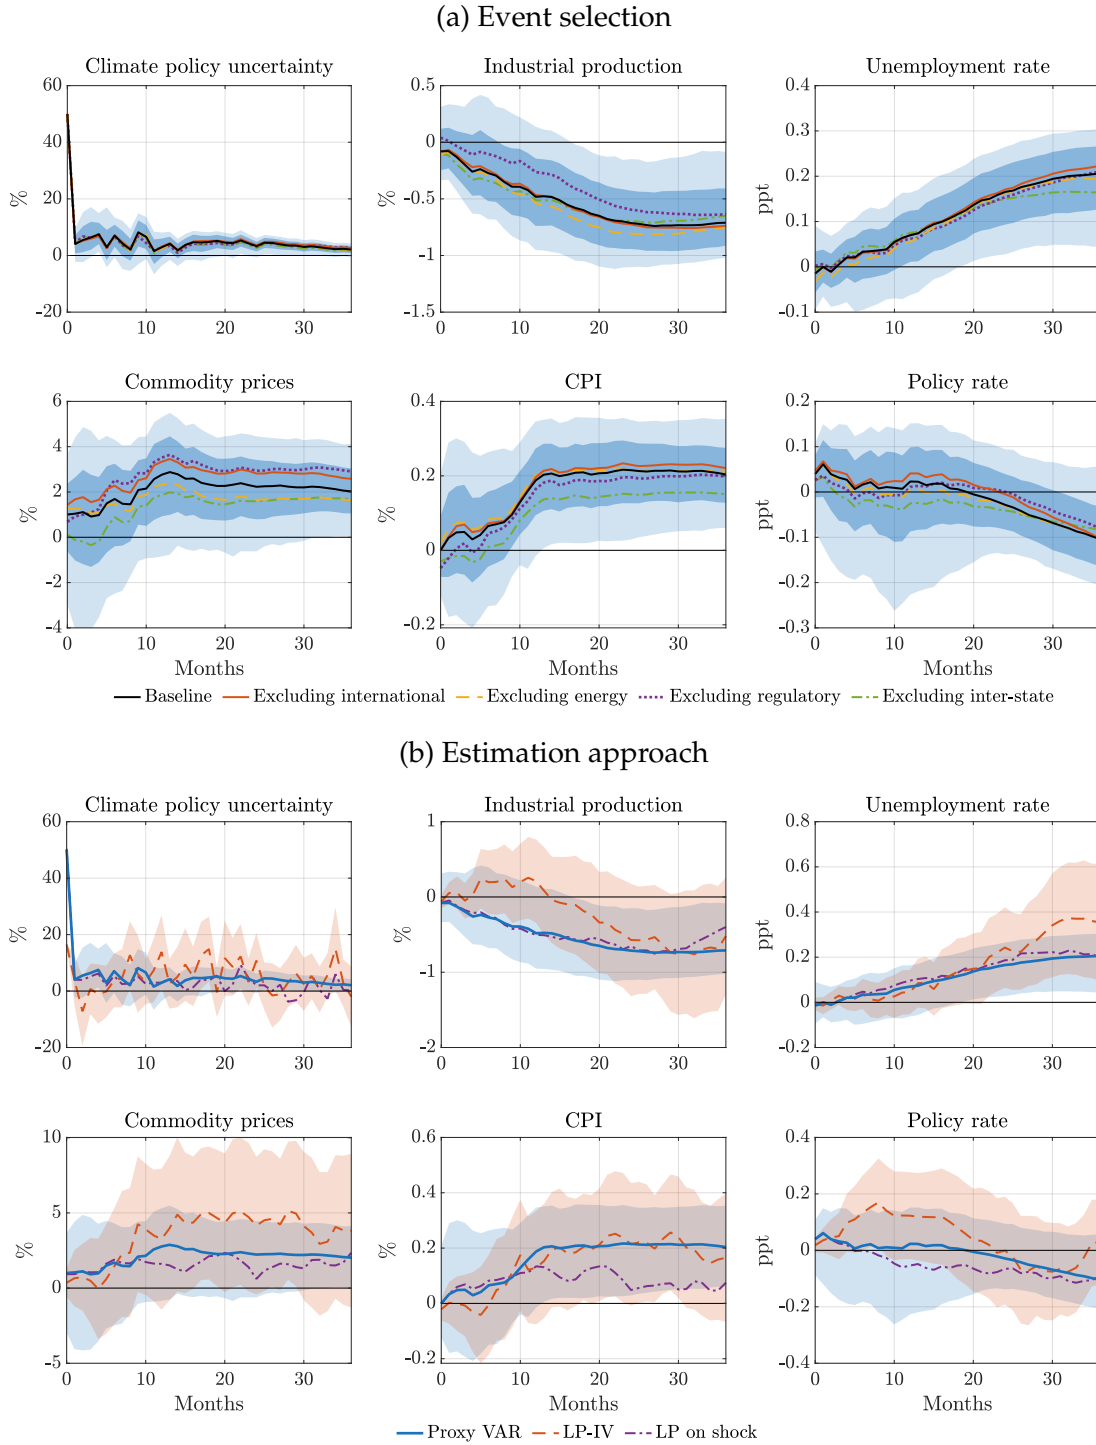 (a) Event selection
Climate policy uncertainty
Industrial production
Unemployment rate
60
40
20
0
-20
%
0 10 20 30
0.5
0
-0.5
-1
-1.5
%
0 10 20 30
0.4
0.3
0.2
0.1
0
-0.1
ppt
0 10 20 30
Commodity prices
CPI
Policy rate
6
4
2
0
-2
-4
%
0 10 20 30
Months
0.4
0.2
0
-0.2
%
0 10 20 30
Months
0.2
0.1
0
-0.1
-0.2
-0.3
ppt
0 10 20 30
Months
Baseline Excluding international Excluding energy Excluding regulatory Excluding inter-state
(b) Estimation approach
Climate policy uncertainty
Industrial production
Unemployment rate
60
40
20
0
-20
%
0 10 20 30
1
0
-1
-2
%
0 10 20 30
0.8
0.6
0.4
0.2
0
-0.2
ppt
0 10 20 30
Commodity prices
CPI
Policy rate
10
5
0
-5
%
0 10 20 30
Months
0.6
0.4
0.2
0
-0.2
%
0 10 20 30
Months
0.4
0.2
0
-0.2
-0.4
ppt
0 10 20 30
Months
Proxy VAR LP-IV LP on shock